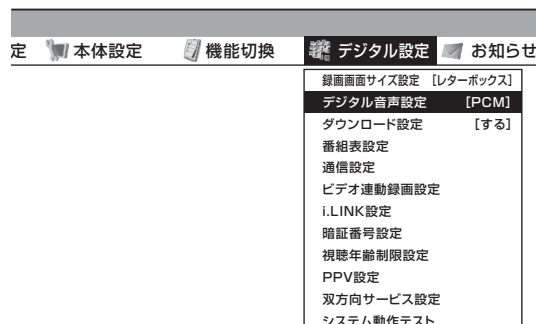 定 本体設定 機能切換 デジタル設定 お知らせ
録画画面サイズ設定 [レターボックス]
デジタル音声設定 [PCM]
ダウンロード設定 [する]
番組表設定
通信設定
ビデオ連動録画設定
i.LINK設定
暗証番号設定
視聴年齢制限設定
PPV設定
双方向サービス設定
システム動作テスト